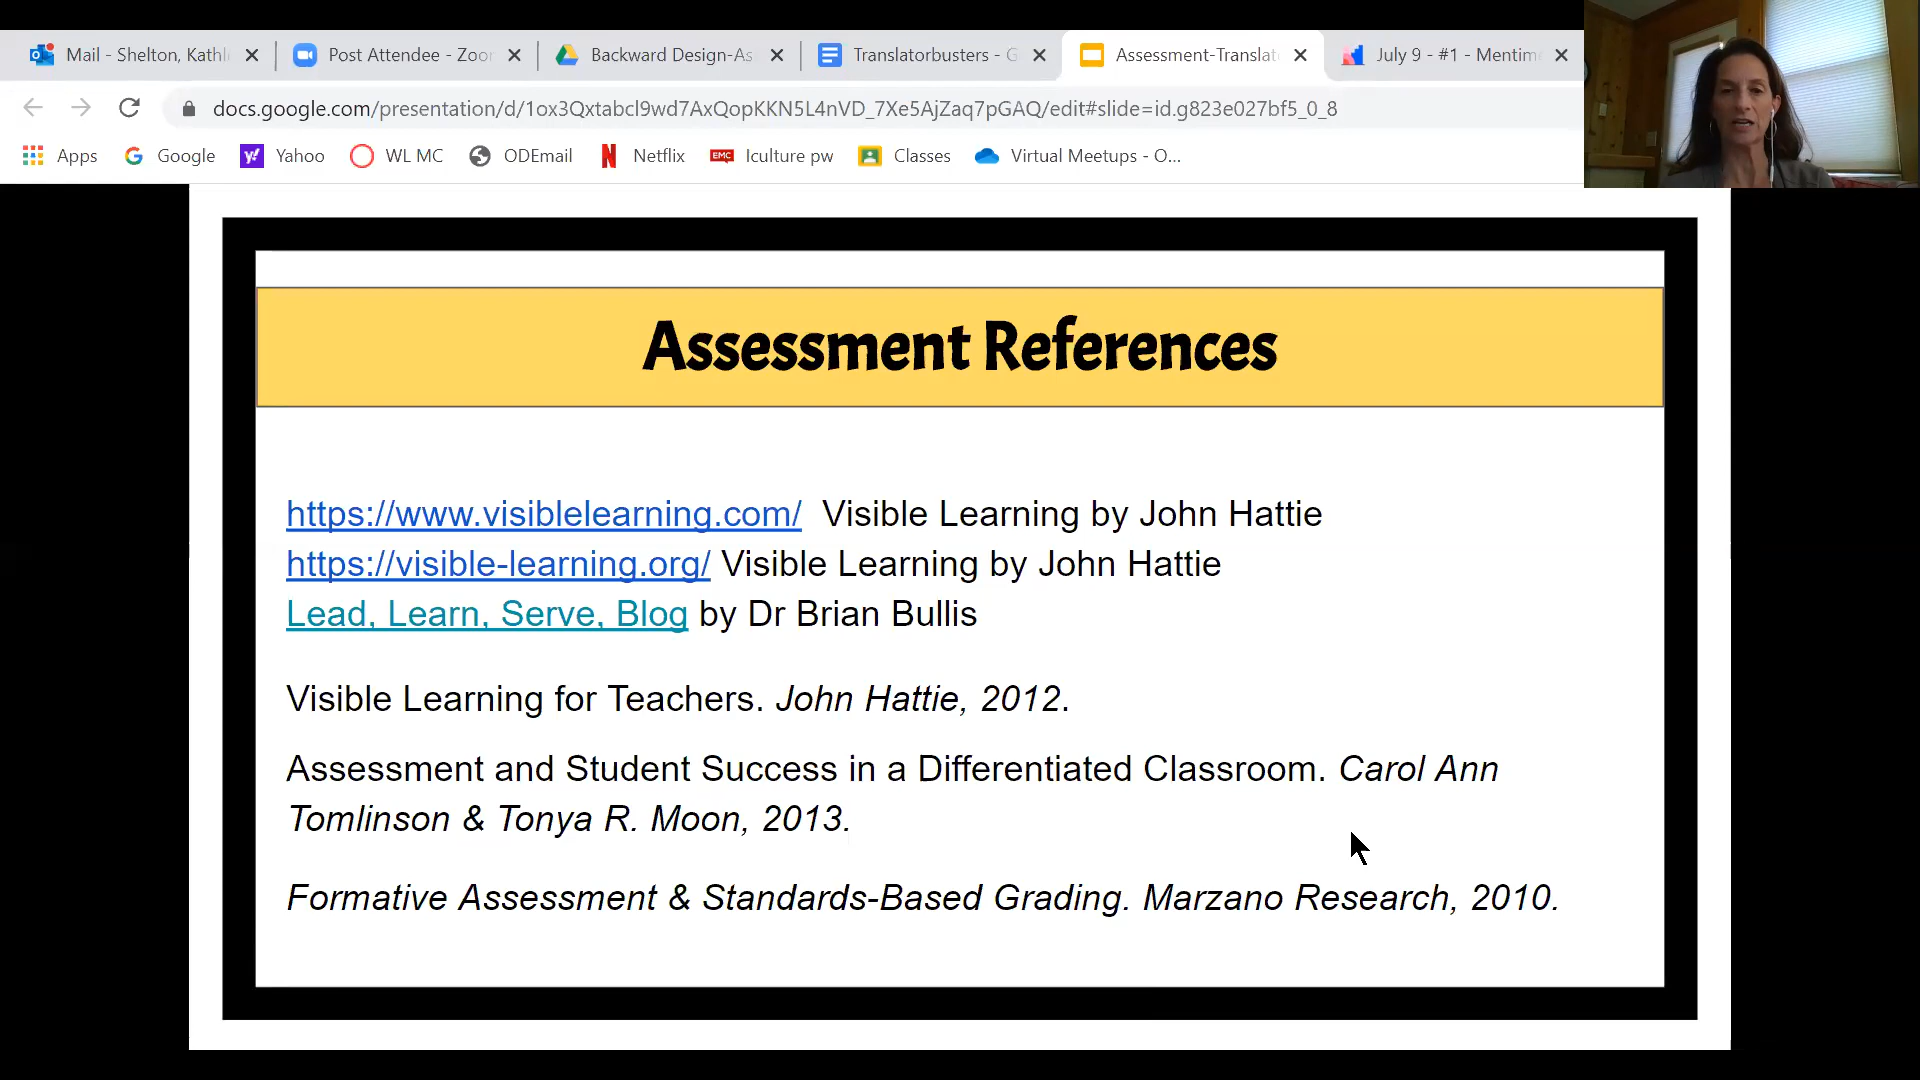 Mail - Shelton, Kathl
Post Attendee - Zoo
Backward Design-As
Translatorbusters - G
Assessment-Translat
July 9 - #1 - Mentim
docs.google.com/presentation/d/1ox3Qxtabcl9wd7AxQopKKN5L4nVD_7Xe5AjZaq7pGAQ/edit#slide=id.g823e027bf5_0_8
Apps
Google
Yahoo
WL MC
ODEmail
Netflix
EMC
Iculture pw
Classes
Virtual Meetups - O...
Assessment References
https://www.visiblelearning.com/ Visible Learning by John Hattie
https://visible-learning.org/ Visible Learning by John Hattie
Lead, Learn, Serve, Blog by Dr Brian Bullis
Visible Learning for Teachers. John Hattie, 2012.
Assessment and Student Success in a Differentiated Classroom. Carol Ann
Tomlinson & Tonya R. Moon, 2013.
Formative Assessment & Standards-Based Grading. Marzano Research, 2010.